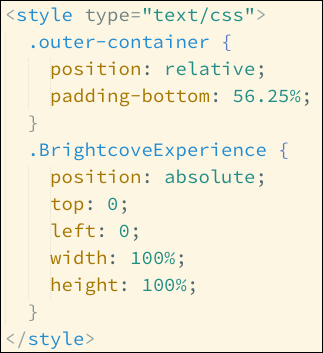 <style type="text/css">
  .outer-container {
    position: relative;
    padding-bottom: 56.25%;
  }
  .BrightcoveExperience {
    position: absolute;
    top: 0;
    left: 0;
    width: 100%;
    height: 100%;
  }
</style>